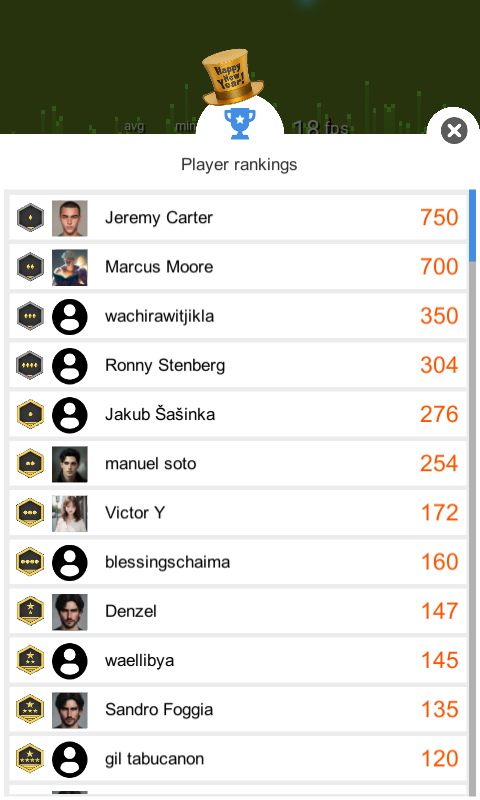 Happy
New
Year!
avg
min
18 fps
Player rankings
Jeremy Carter 750
Marcus Moore 700
wachirawitjikla 350
Ronny Stenberg 304
Jakub Šašinka 276
manuel soto 254
Victor Y 172
blessingschaima 160
Denzel 147
waellibya 145
Sandro Foggia 135
gil tabucanon 120